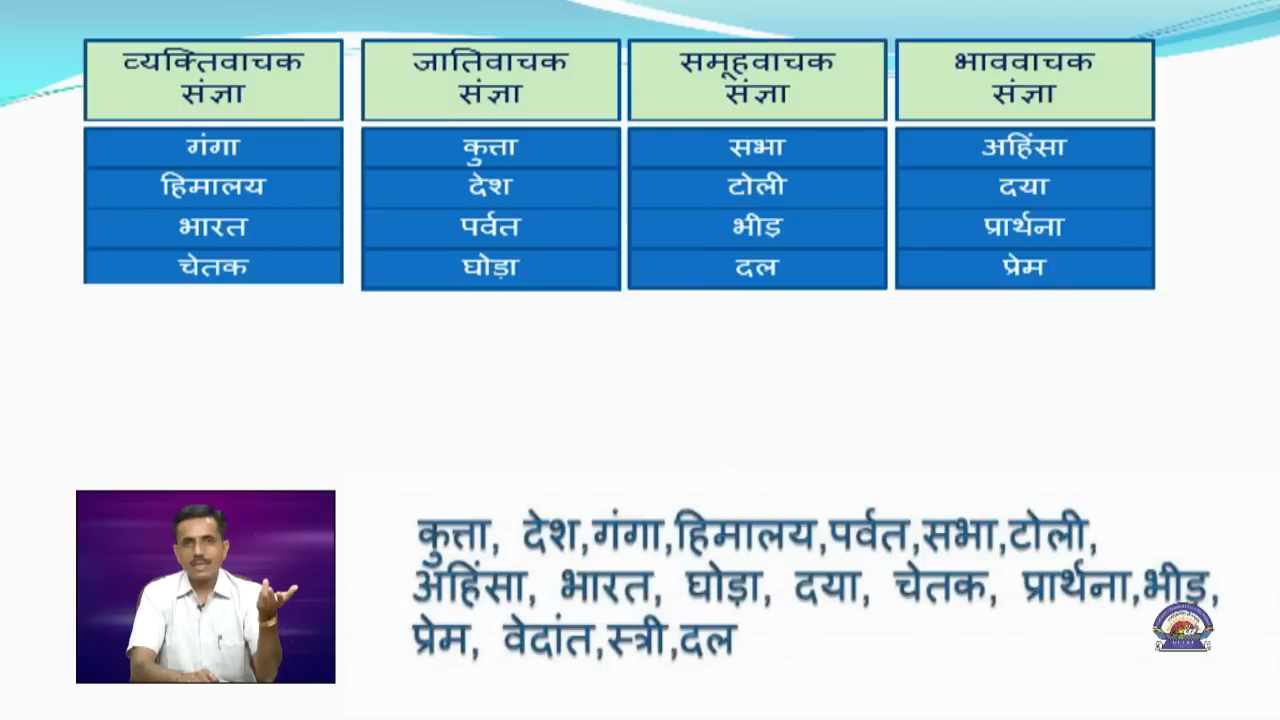 व्यक्तिवाचक
संज्ञा
जातिवाचक
संज्ञा
समूहवाचक
संज्ञा
भाववाचक
संज्ञा
गंगा
कुत्ता
सभा
अहिंसा
हिमालय
देश
टोली
दया
भारत
पर्वत
भीड़
प्रार्थना
चेतक
घोड़ा
दल
प्रेम
कुत्ता, देश,गंगा,हिमालय,पर्वत,सभा,टोली,
अहिंसा, भारत, घोड़ा, दया, चेतक, प्रार्थना,भीड़,
प्रेम, वेदांत,स्त्री,दल